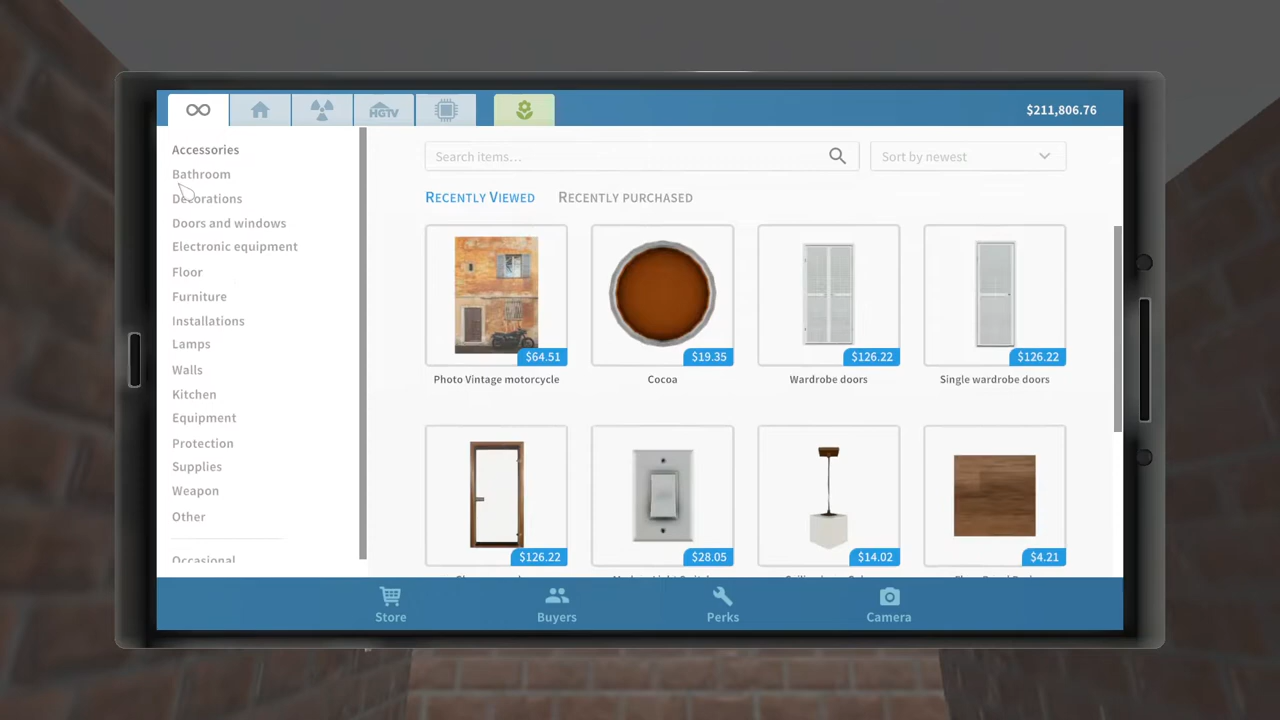 HGTV
$211,806.76
Accessories
Bathroom
Decorations
Doors and windows
Electronic equipment
Floor
Furniture
Installations
Lamps
Walls
Kitchen
Equipment
Protection
Supplies
Weapon
Other
Occasional
Search items...
Sort by newest
RECENTLY VIEWED
RECENTLY PURCHASED
$64.51
$19.35
$126.22
$126.22
Photo Vintage motorcycle
Cocoa
Wardrobe doors
Single wardrobe doors
$126.22
$28.05
$14.02
$4.21
Store
Buyers
Perks
Camera